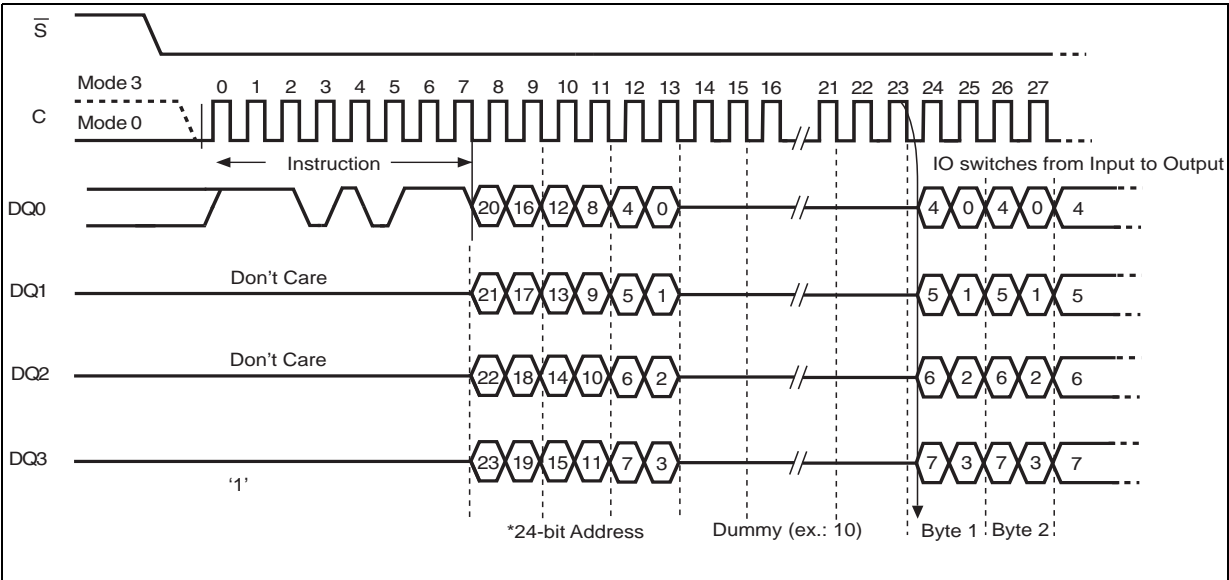 S
Mode 3
0 1 2 3 4 5 6 7 8 9 10 11 12 13 14 15 16 21 22 23 24 25 26 27
C
Mode 0
Instruction
IO switches from Input to Output
DQ0
20 16 12 8 4 0 4 0 4 0 4
Don't Care
DQ1
21 17 13 9 5 1 5 1 5 1 5
Don't Care
DQ2
22 18 14 10 6 2 6 2 6 2 6
DQ3
23 19 15 11 7 3 7 3 7 3 7
‘1’
*24-bit Address Dummy (ex.: 10) Byte 1 Byte 2